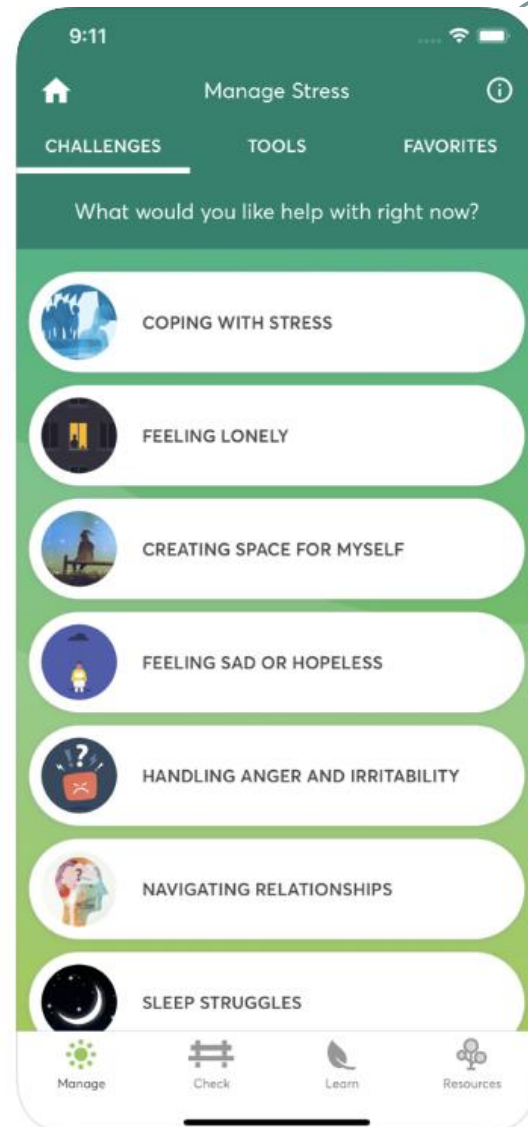 9:11
Manage Stress
CHALLENGES TOOLS FAVORITES
What would you like help with right now?
COPING WITH STRESS
FEELING LONELY
CREATING SPACE FOR MYSELF
FEELING SAD OR HOPELESS
HANDLING ANGER AND IRRITABILITY
NAVIGATING RELATIONSHIPS
SLEEP STRUGGLES
Manage Check Learn Resources